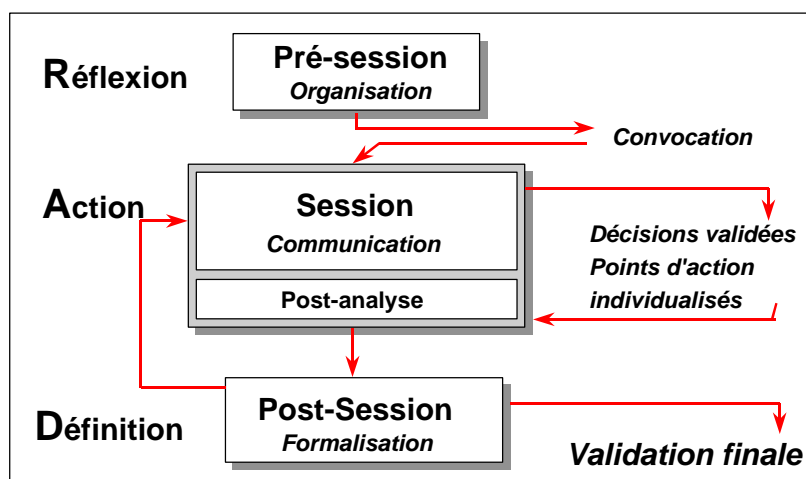 Réflexion
Pré-session
Organisation
Convocation
Action
Session
Communication
Post-analyse
Décisions validées
Points d'action
individualisés
Définition
Post-Session
Formalisation
Validation finale